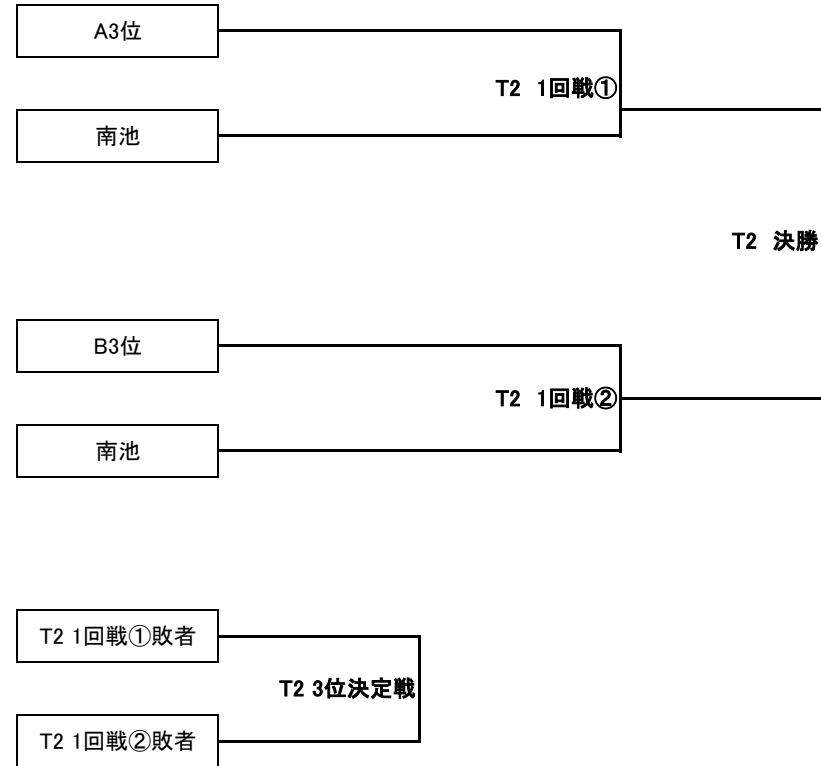 A3位
T2 1回戦①
南池
T2 決勝
B3位
T2 1回戦②
南池
T2 1回戦①敗者
T2 3位決定戦
T2 1回戦②敗者